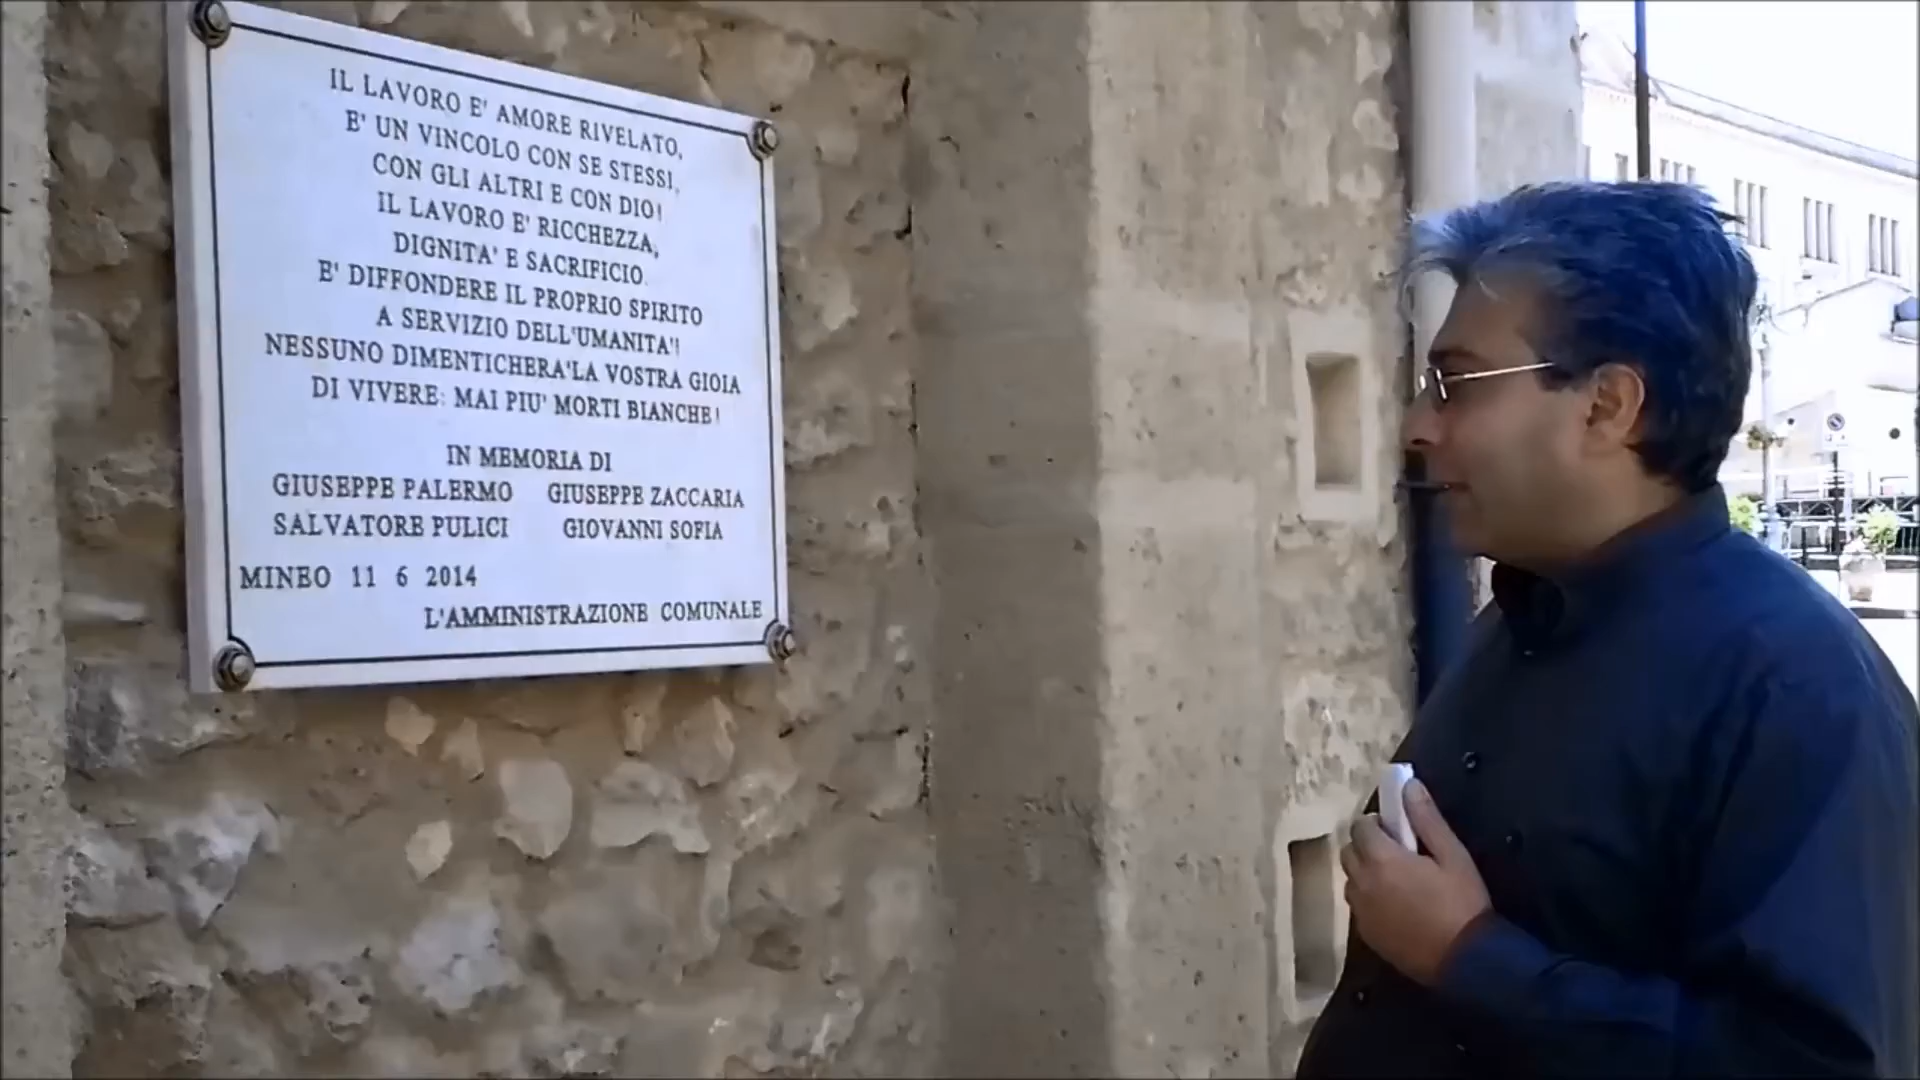 IL LAVORO E' AMORE RIVELATO,
E' UN VINCOLO CON SE STESSI,
CON GLI ALTRI E CON DIO!
IL LAVORO E' RICCHEZZA,
DIGNITA' E SACRIFICIO.
E' DIFFONDERE IL PROPRIO SPIRITO
A SERVIZIO DELL'UMANITA'!
NESSUNO DIMENTICHERA'LA VOSTRA GIOIA
DI VIVERE: MAI PIU' MORTI BIANCHE!
IN MEMORIA DI
GIUSEPPE PALERMO GIUSEPPE ZACCARIA
SALVATORE PULICI GIOVANNI SOFIA
MINEO 11 6 2014
L'AMMINISTRAZIONE COMUNALE